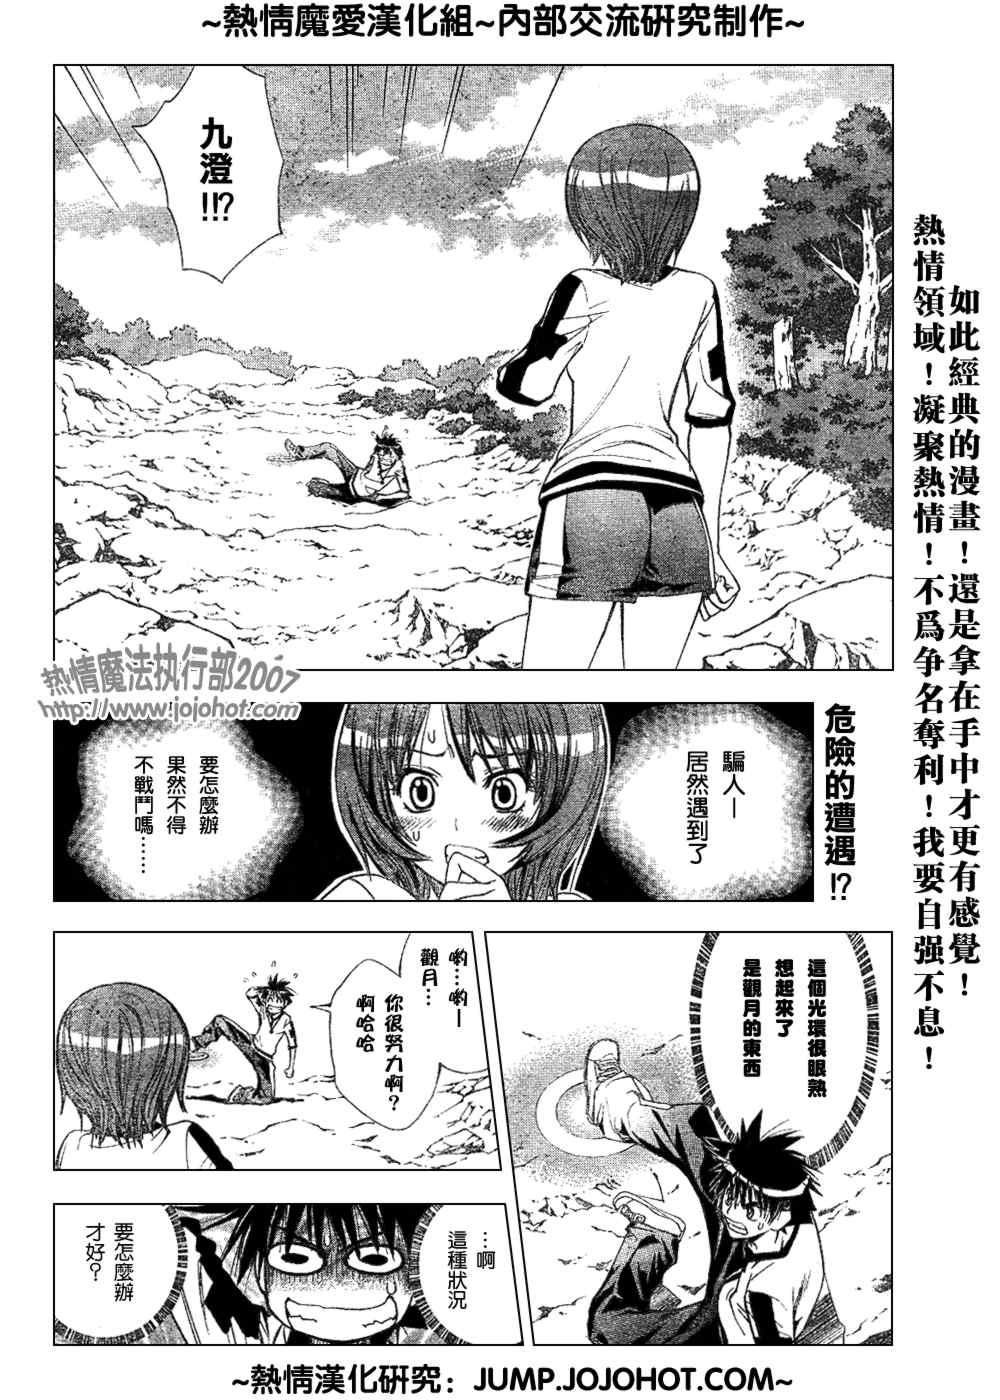 ~熱情魔愛漢化組~內部交流研究制作~
九澄
!!!?
如此經典的漫畫！還是拿在手中才更有感覺！
熱情領域！凝聚熱情！不爲争名奪利！我要自强不息！
熱情魔法执行部2007
http://www.jojohot.com
危險的遭遇!?
騙人—
居然遇到了
要怎麼辦
果然不得
不戰鬥嗎……
這個光環很眼熟
想起來了
是觀月的東西
喲…喲—
觀月…
你很努力啊?
啊哈哈
…啊
這種狀況
要怎麼辦
才好?
~熱情漢化研究：JUMP.JOJOHOT.COM~